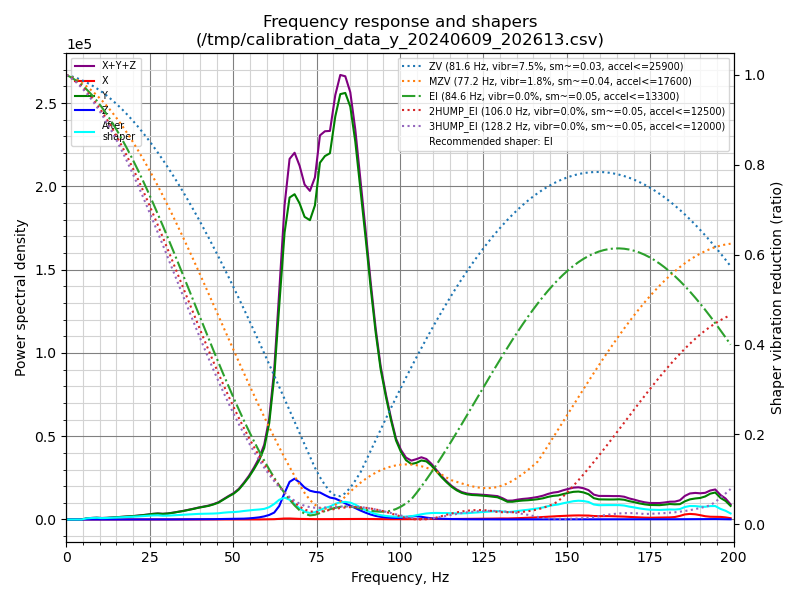 Frequency response and shapers
(/tmp/calibration_data_y_20240609_202613.csv)
1e5
X+Y+Z
X
Y
Z
After
shaper
ZV (81.6 Hz, vibr=7.5%, sm~=0.03, accel<=25900)
MZV (77.2 Hz, vibr=1.8%, sm~=0.04, accel<=17600)
EI (84.6 Hz, vibr=0.0%, sm~=0.05, accel<=13300)
2HUMP_EI (106.0 Hz, vibr=0.0%, sm~=0.05, accel<=12500)
3HUMP_EI (128.2 Hz, vibr=0.0%, sm~=0.05, accel<=12000)
Recommended shaper: EI
Power spectral density
2.5
2.0
1.5
1.0
0.5
0.0
1.0
0.8
0.6
0.4
0.2
0.0
Shaper vibration reduction (ratio)
0 25 50 75 100 125 150 175 200
Frequency, Hz